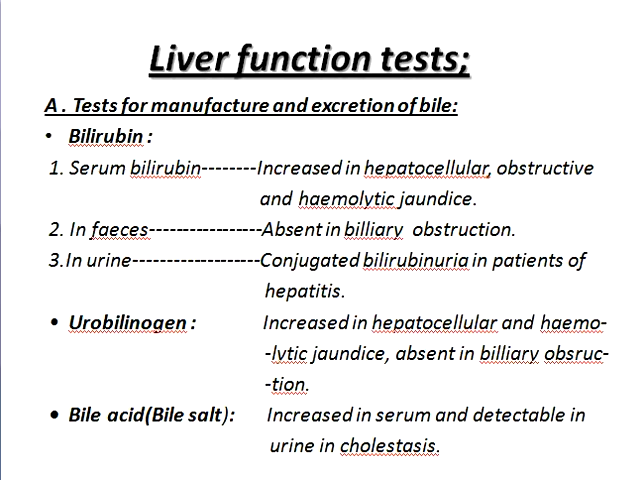 Liver function tests;
A . Tests for manufacture and excretion of bile:
• Bilirubin :
1. Serum bilirubin--------Increased in hepatocellular, obstructive
and haemolytic jaundice.
2. In faeces-----------------Absent in billiary obstruction.
3.In urine-------------------Conjugated bilirubinuria in patients of
hepatitis.
• Urobilinogen : Increased in hepatocellular and haemo-
-lytic jaundice, absent in billiary obsruc-
-tion.
• Bile acid(Bile salt): Increased in serum and detectable in
urine in cholestasis.